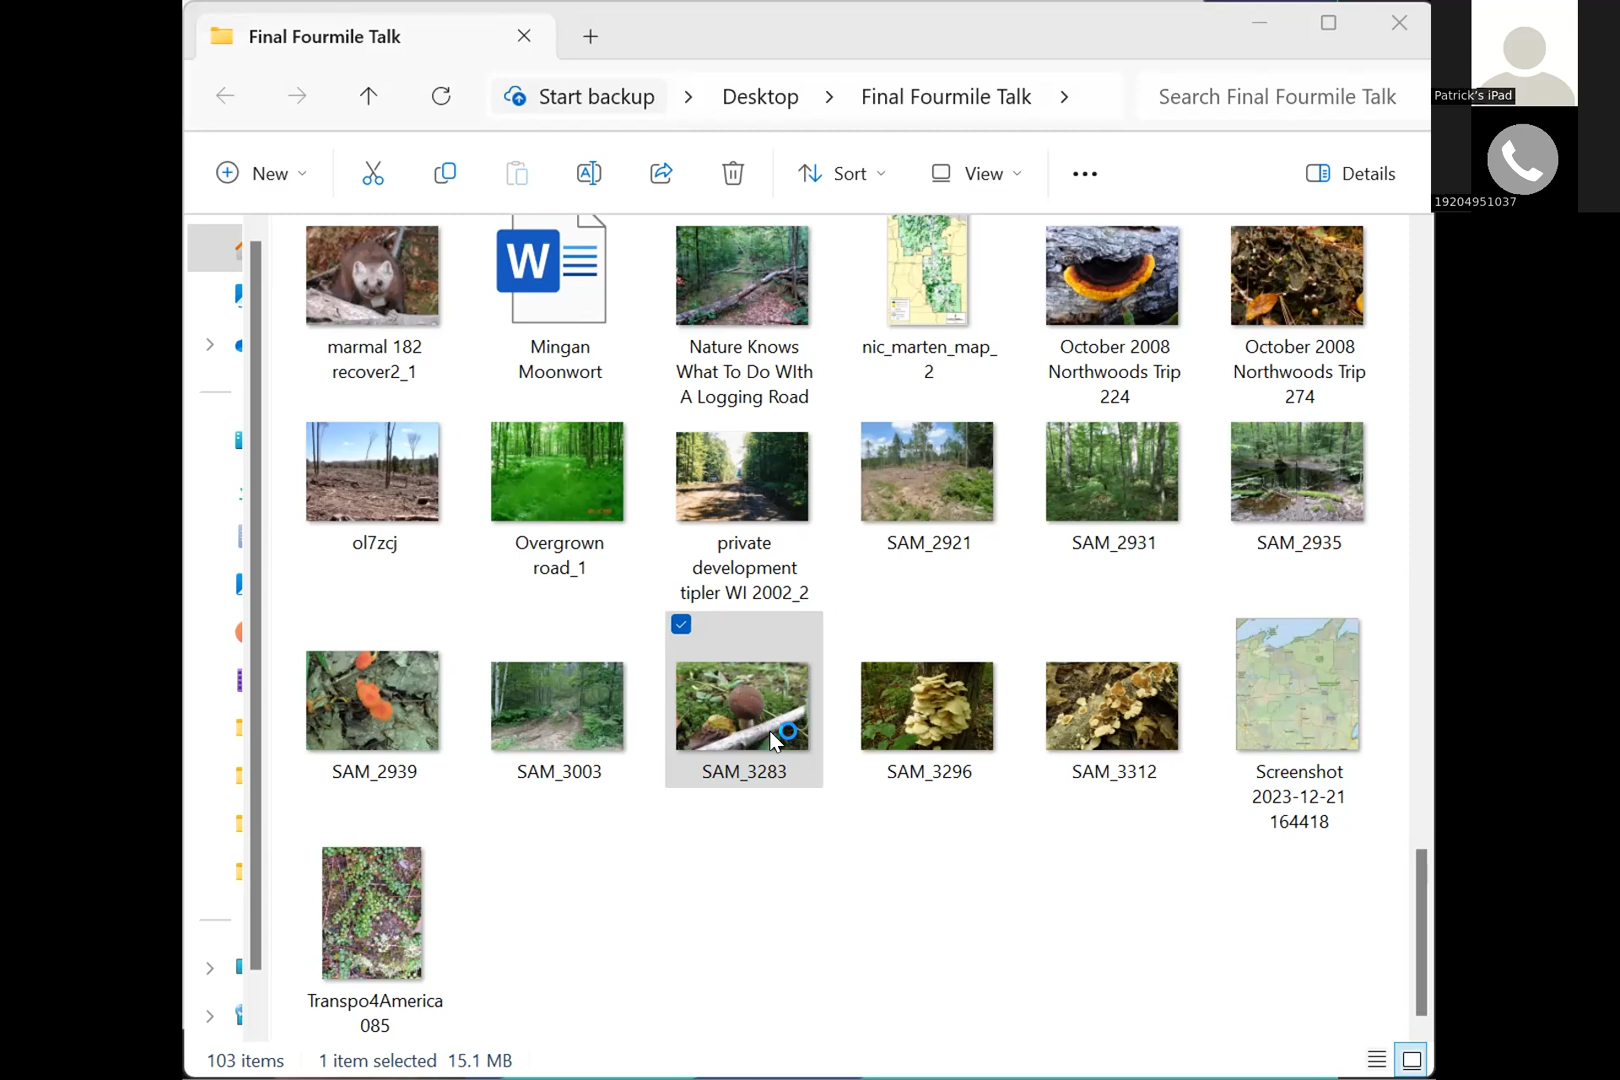 Final Fourmile Talk
Start backup
Desktop
Final Fourmile Talk
Search Final Fourmile Talk
Patrick's iPad
New
Sort
View
Details
19204951037
marmal 182
recover2_1
W
Mingan
Moonwort
Nature Knows
What To Do WIth
A Logging Road
nic_marten_map_
2
October 2008
Northwoods Trip
224
October 2008
Northwoods Trip
274
ol7zcj
Overgrown
road_1
private
development
tipler WI 2002_2
SAM_2921
SAM_2931
SAM_2935
SAM_2939
SAM_3003
SAM_3283
SAM_3296
SAM_3312
Screenshot
2023-12-21
164418
Transpo4America
085
103 items
1 item selected 15.1 MB